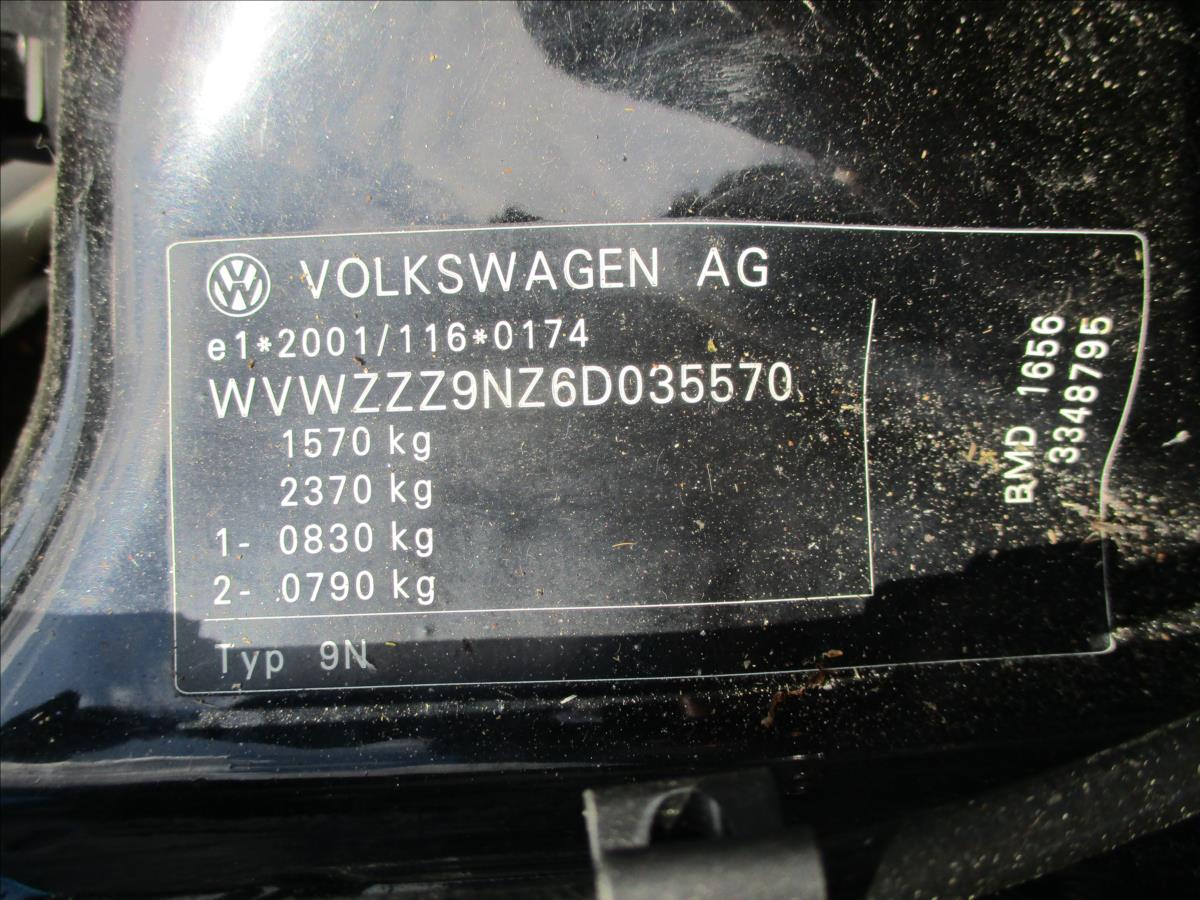 VOLKSWAGEN AG
e1*2001/116*0174
WVWZZZ9NZ6D035570
1570 kg
2370 kg
1- 0830 kg
2- 0790 kg
Typ 9N
BMD 1656
3348795